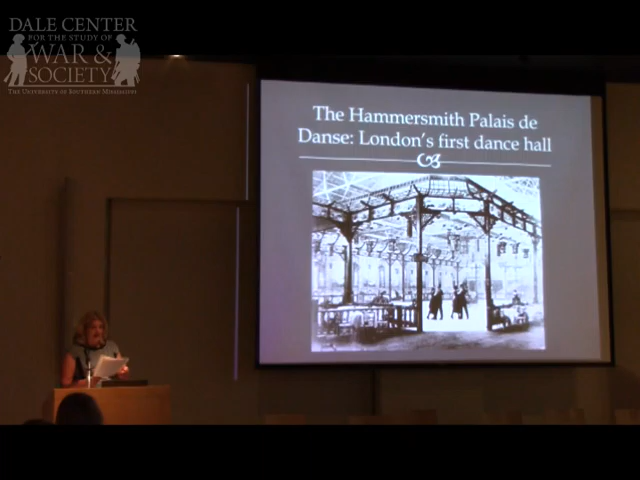 DALE CENTER
FOR THE STUDY OF
WAR &
SOCIETY
THE UNIVERSITY OF SOUTHERN MISSISSIPPI
The Hammersmith Palais de
Danse: London's first dance hall